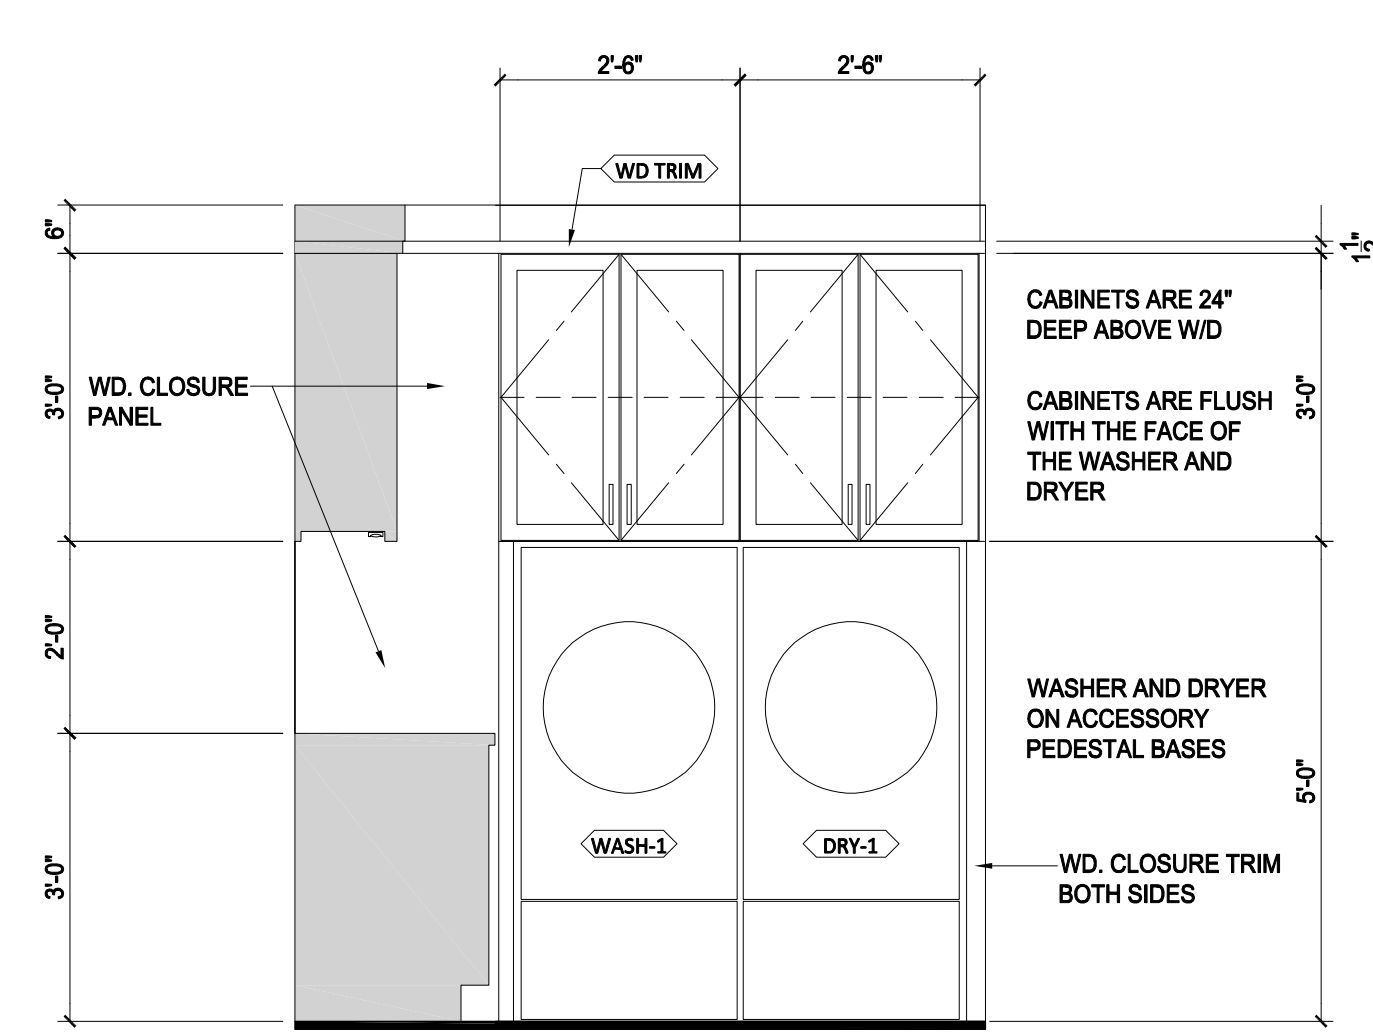 2'-6" 2'-6"
WD TRIM
6"
1 1/2"
CABINETS ARE 24"
DEEP ABOVE W/D
3'-0"
WD. CLOSURE
PANEL
CABINETS ARE FLUSH
WITH THE FACE OF
THE WASHER AND
DRYER
3'-0"
2'-0"
WASHER AND DRYER
ON ACCESSORY
PEDESTAL BASES
5'-0"
WASH-1
DRY-1
3'-0"
WD. CLOSURE TRIM
BOTH SIDES